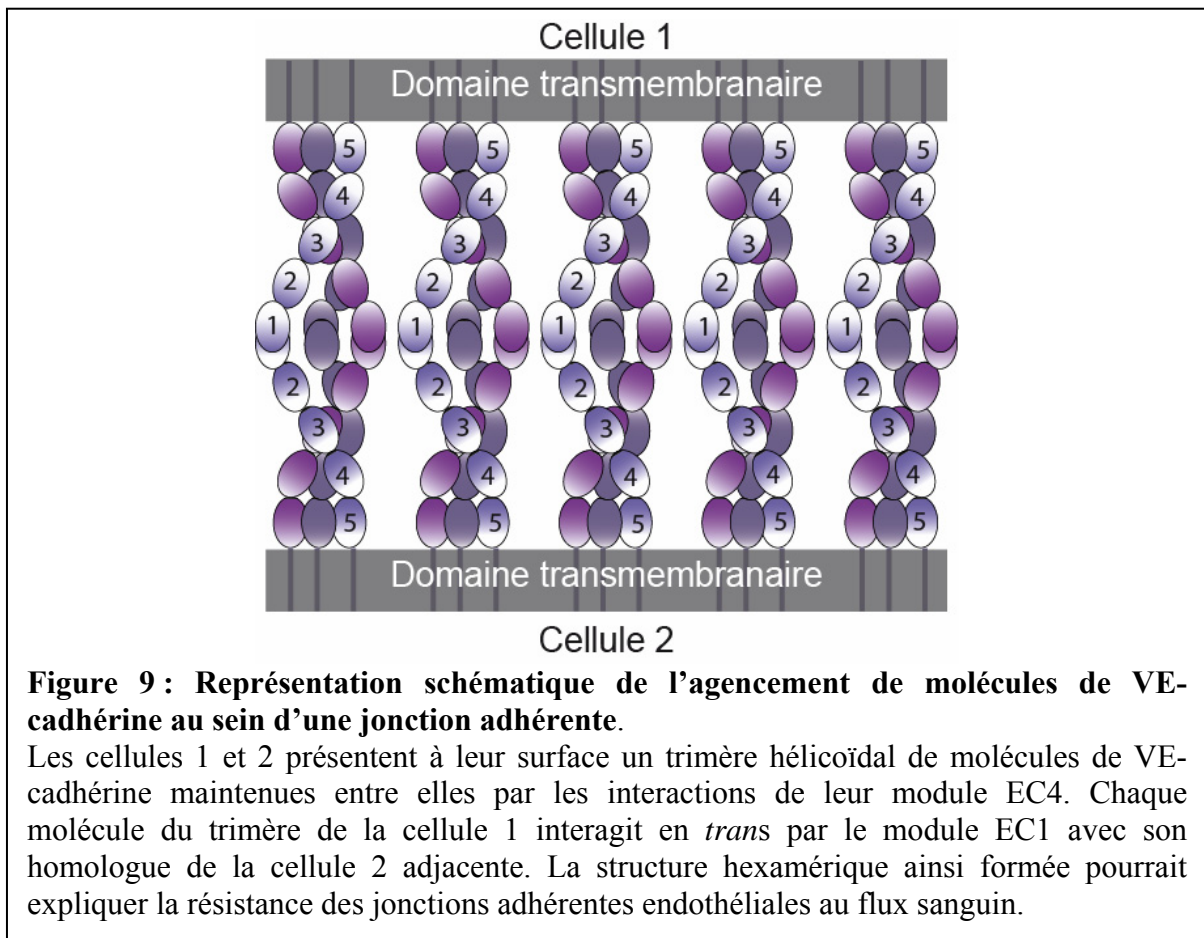 Cellule 1
Domaine transmembranaire
5 5 5 5 5
4 4 4 4 4
3 3 3 3 3
2 2 2 2 2
1 1 1 1 1
2 2 2 2 2
3 3 3 3 3
4 4 4 4 4
5 5 5 5 5
Domaine transmembranaire
Cellule 2
Figure 9 : Représentation schématique de l’agencement de molécules de VE-
cadhérine au sein d’une jonction adhérente.
Les cellules 1 et 2 présentent à leur surface un trimère hélicoïdal de molécules de VE-
cadhérine maintenues entre elles par les interactions de leur module EC4. Chaque
molécule du trimère de la cellule 1 interagit en trans par le module EC1 avec son
homologue de la cellule 2 adjacente. La structure hexamérique ainsi formée pourrait
expliquer la résistance des jonctions adhérentes endothéliales au flux sanguin.